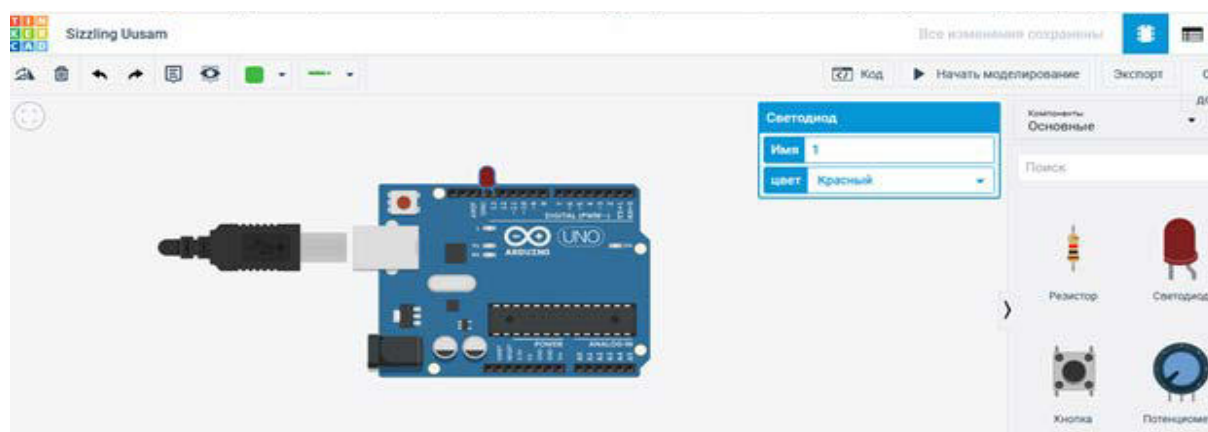 TIN
KER
CAD
Sizzling Uusam
Все изменения сохранены
Код
Начать моделирование
Экспорт
Светодиод
Имя 1
цвет Красный
Компоненты
Основные
Поиск
Резистор
Светодиод
Кнопка
Потенциоме
DIGITAL (PWM~)
UNO
ARDUINO
POWER
ANALOG IN